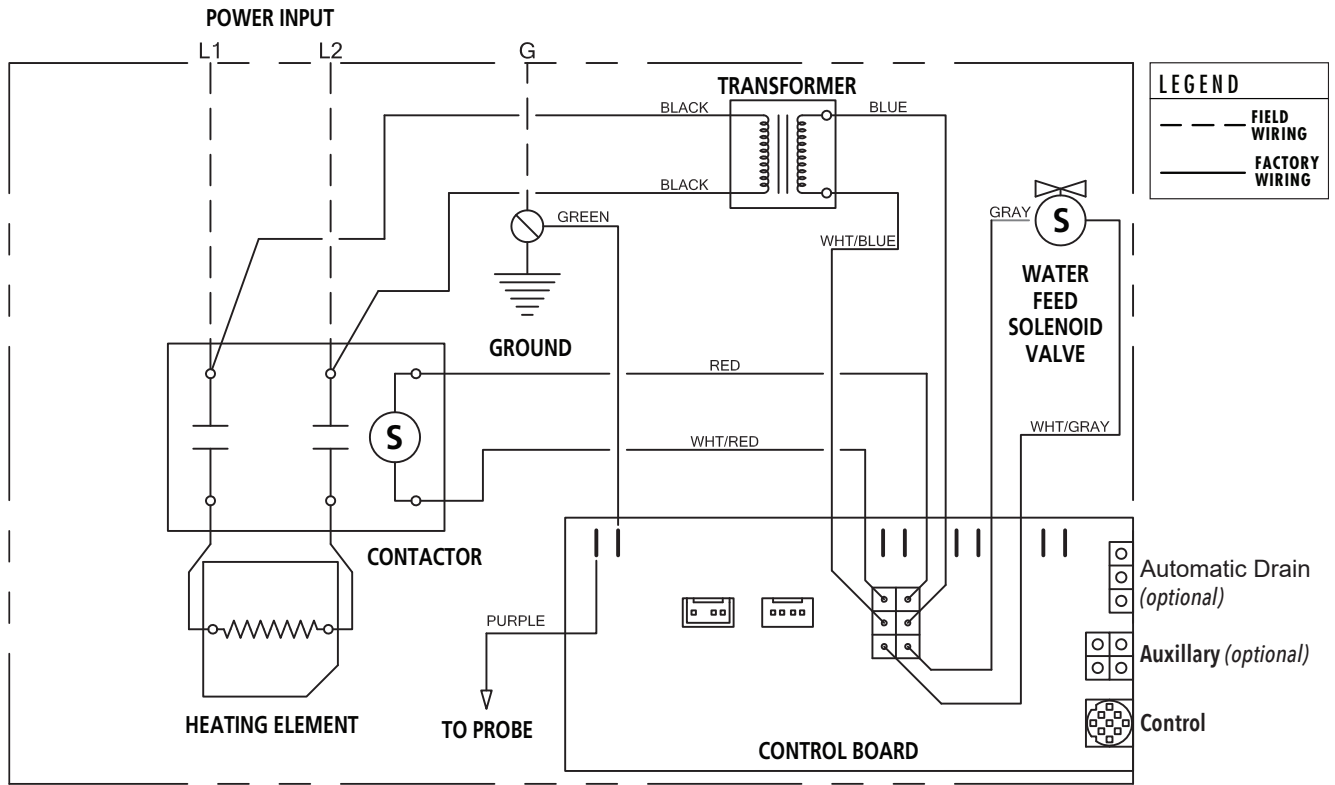 POWER INPUT
L1
L2
G
TRANSFORMER
BLACK
BLUE
BLACK
LEGEND
FIELD
WIRING
FACTORY
WIRING
GREEN
WHT/BLUE
GRAY
S
WATER
FEED
SOLENOID
VALVE
GROUND
RED
S
WHT/RED
WHT/GRAY
CONTACTOR
PURPLE
Automatic Drain
(optional)
Auxillary (optional)
HEATING ELEMENT
TO PROBE
Control
CONTROL BOARD